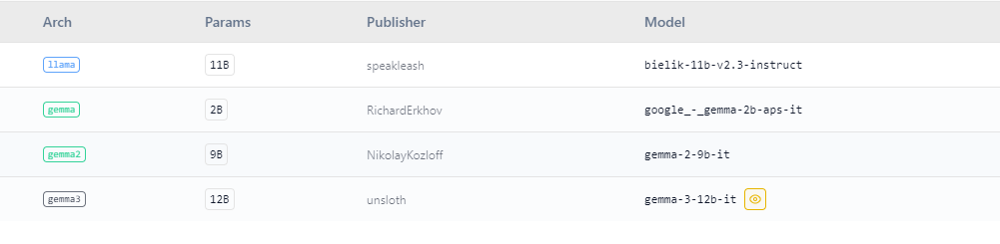 Arch Params Publisher Model
llama 11B speakleash bielik-11b-v2.3-instruct
gemma 2B RichardErkhov google_-_gemma-2b-aps-it
gemma2 9B NikolayKozloff gemma-2-9b-it
gemma3 12B unsloth gemma-3-12b-it